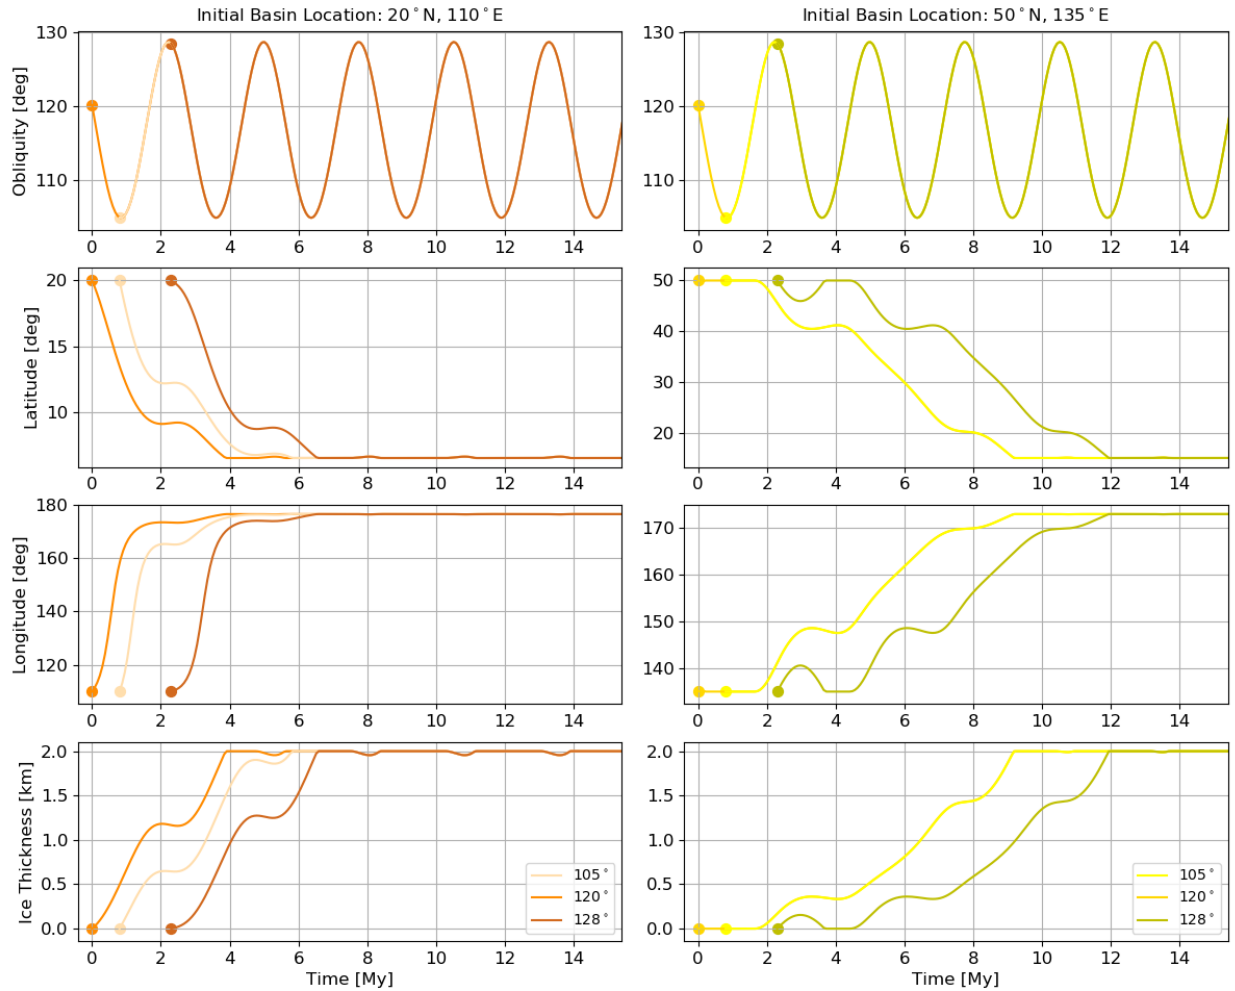 Initial Basin Location: 20°N, 110°E
Initial Basin Location: 50°N, 135°E
Obliquity [deg]
130
120
110
0 2 4 6 8 10 12 14
130
120
110
0 2 4 6 8 10 12 14
Latitude [deg]
20
15
10
0 2 4 6 8 10 12 14
50
40
30
20
0 2 4 6 8 10 12 14
Longitude [deg]
180
160
140
120
0 2 4 6 8 10 12 14
170
160
150
140
0 2 4 6 8 10 12 14
Ice Thickness [km]
2.0
1.5
1.0
0.5
0.0
105°
120°
128°
0 2 4 6 8 10 12 14
Time [My]
2.0
1.5
1.0
0.5
0.0
105°
120°
128°
0 2 4 6 8 10 12 14
Time [My]